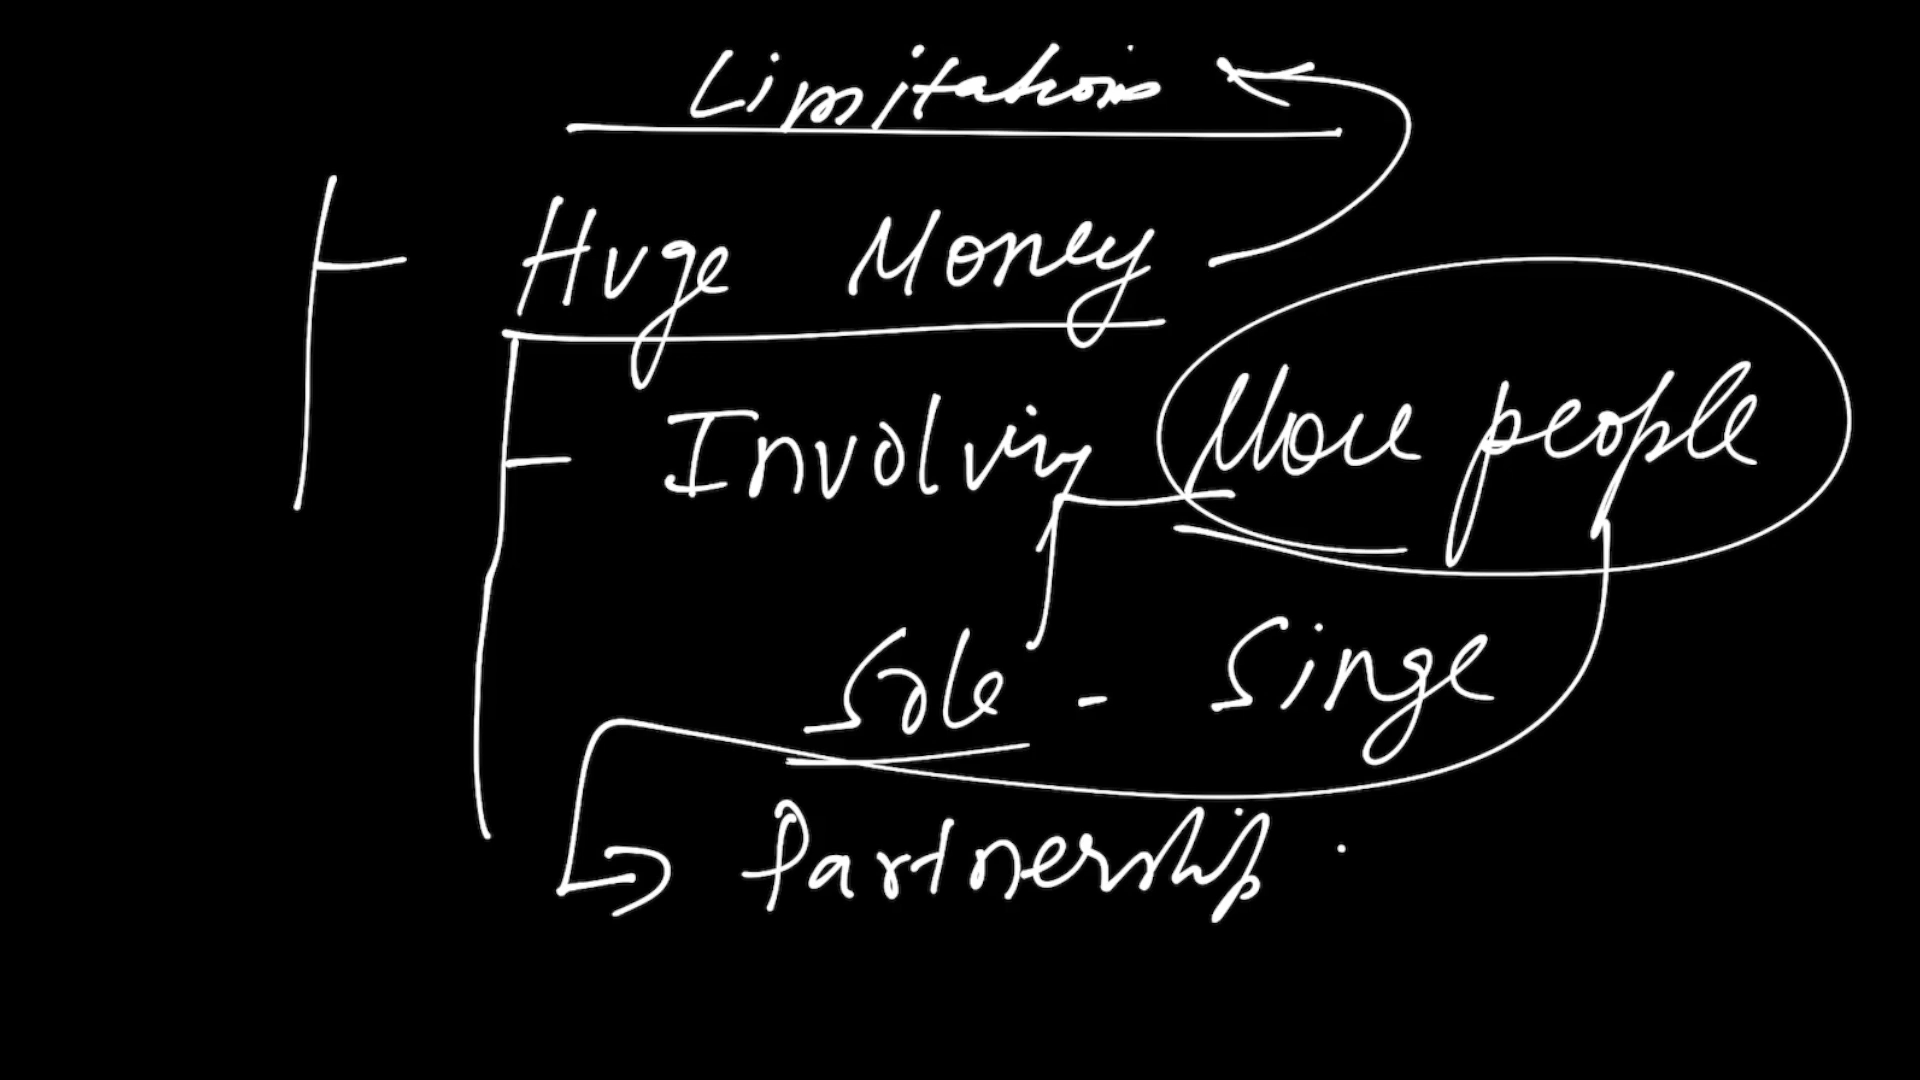 Limitations
Huge Money
Involving More people
Sole - Singe
Partnership.